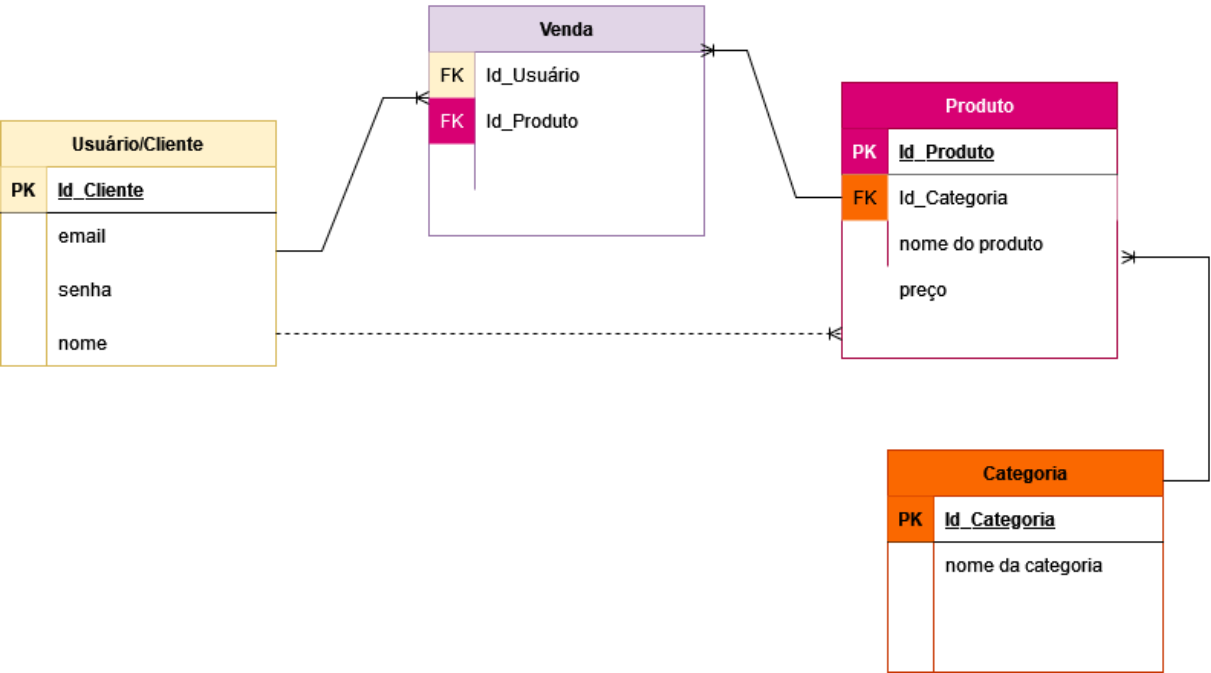 Venda
FK Id_Usuário
FK Id_Produto
Usuário/Cliente
PK Id_Cliente
email
senha
nome
Produto
PK Id_Produto
FK Id_Categoria
nome do produto
preço
Categoria
PK Id_Categoria
nome da categoria